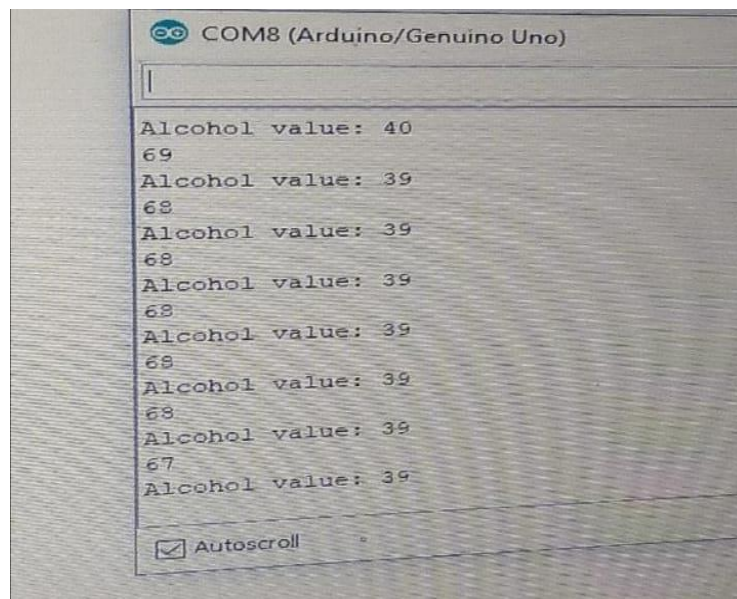 COM8 (Arduino/Genuino Uno)
Alcohol value: 40
69
Alcohol value: 39
68
Alcohol value: 39
68
Alcohol value: 39
68
Alcohol value: 39
68
Alcohol value: 39
68
Alcohol value: 39
67
Alcohol value: 39
Autoscroll